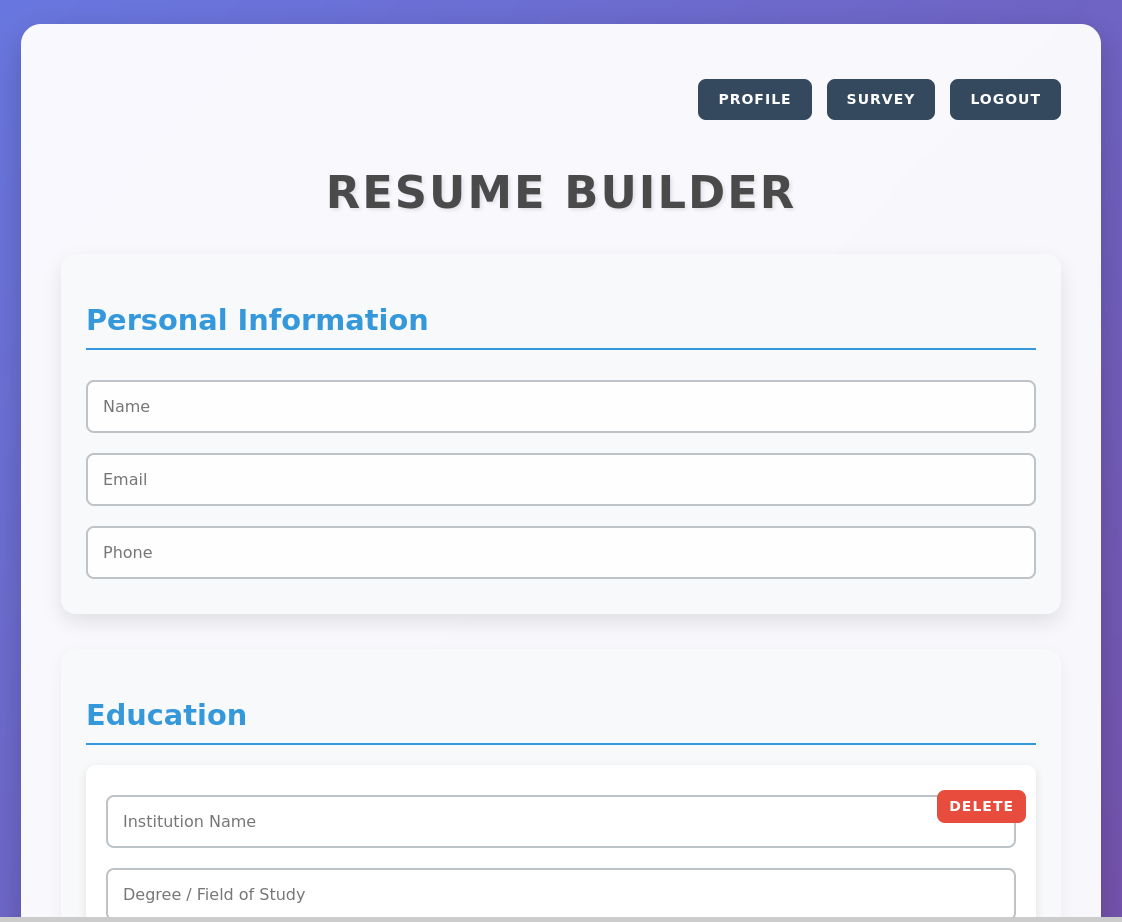 PROFILE SURVEY LOGOUT
RESUME BUILDER
Personal Information
Name
Email
Phone
Education
DELETE
Institution Name
Degree / Field of Study